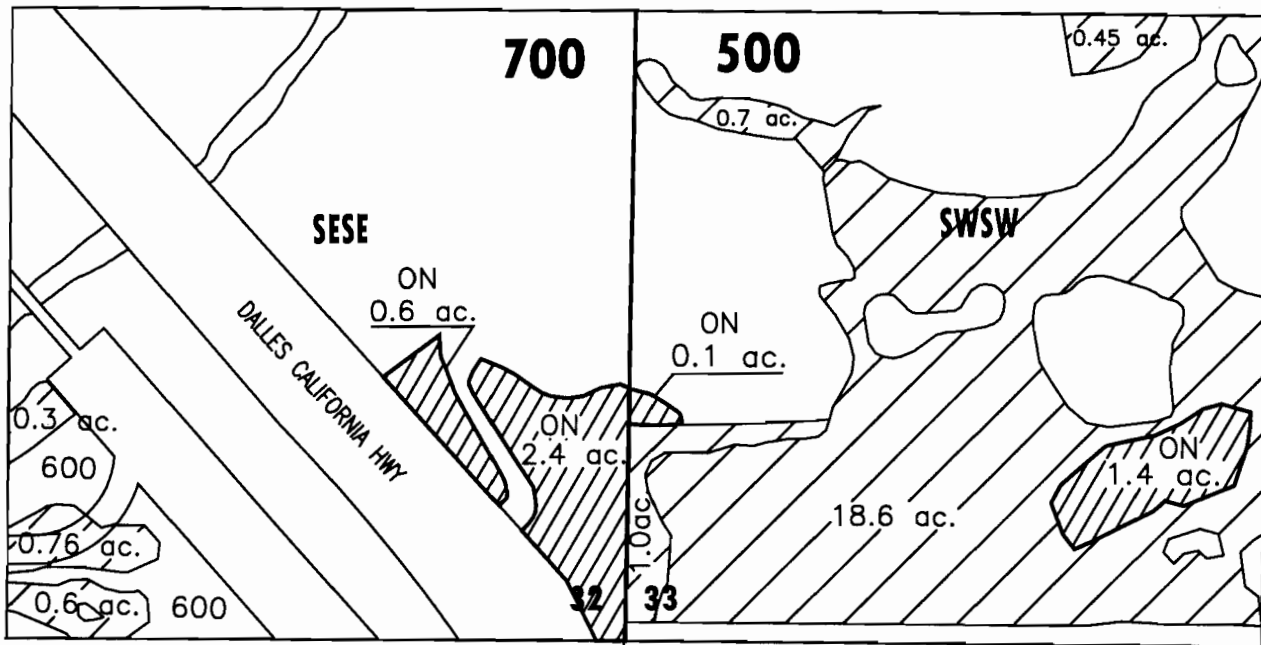 700
500
0.45 ac.
0.7 ac.
SESE
SWSW
ON
0.6 ac.
ON
0.1 ac.
DALLES CALIFORNIA HWY
0.3 ac.
600
ON
2.4 ac.
ON
1.4 ac.
18.6 ac.
1.0ac
0.76 ac.
0.6 ac.
600
32
33